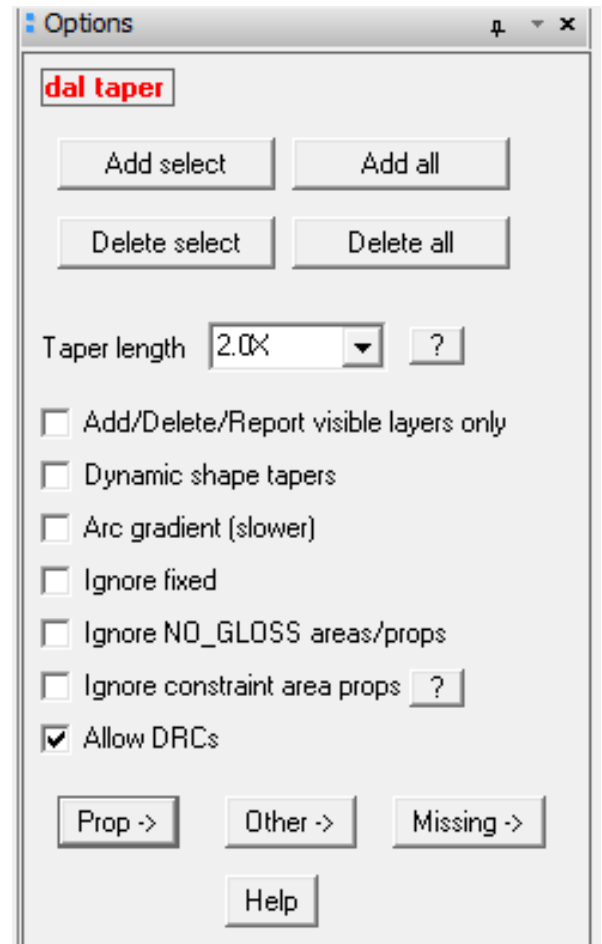 Options
dal taper
Add select Add all
Delete select Delete all
Taper length 2.0X ?
Add/Delete/Report visible layers only
Dynamic shape tapers
Arc gradient (slower)
Ignore fixed
Ignore NO_GLOSS areas/props
Ignore constraint area props ?
Allow DRCs
Prop -> Other -> Missing ->
Help